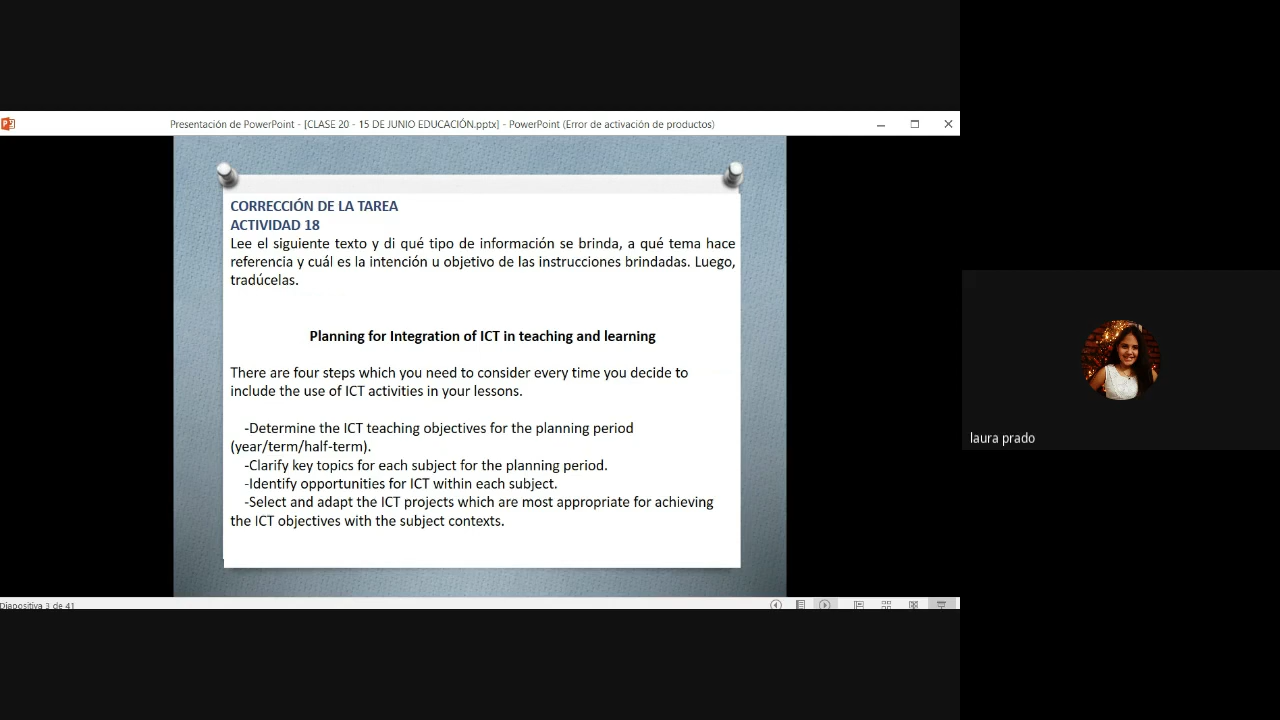 Presentación de PowerPoint - [CLASE 20 - 15 DE JUNIO EDUCACIÓN.pptx] - PowerPoint (Error de activación de productos)
CORRECCIÓN DE LA TAREA
ACTIVIDAD 18
Lee el siguiente texto y di qué tipo de información se brinda, a qué tema hace
referencia y cuál es la intención u objetivo de las instrucciones brindadas. Luego,
tradúcelas.
Planning for Integration of ICT in teaching and learning
There are four steps which you need to consider every time you decide to
include the use of ICT activities in your lessons.
-Determine the ICT teaching objectives for the planning period
(year/term/half-term).
-Clarify key topics for each subject for the planning period.
-Identify opportunities for ICT within each subject.
-Select and adapt the ICT projects which are most appropriate for achieving
the ICT objectives with the subject contexts.
laura prado
Diapositiva 3 de 41